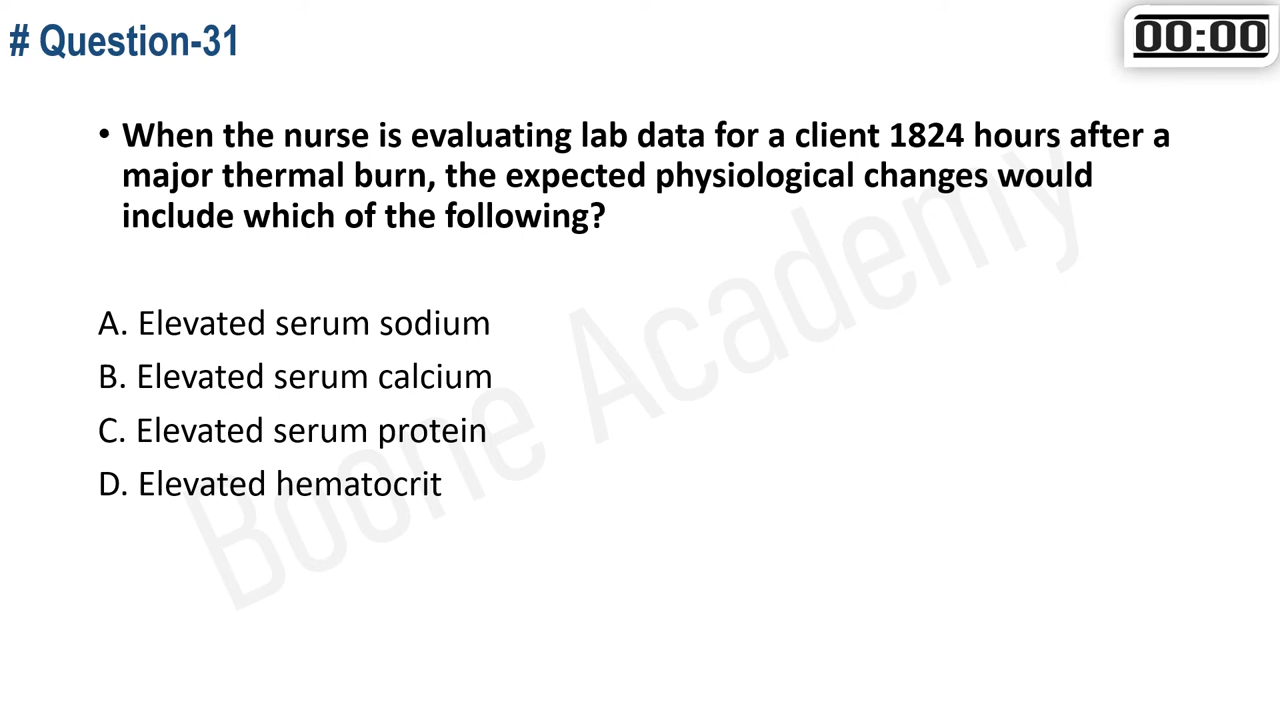 # Question-31
00:00
• When the nurse is evaluating lab data for a client 1824 hours after a
major thermal burn, the expected physiological changes would
include which of the following?
A. Elevated serum sodium
B. Elevated serum calcium
C. Elevated serum protein
D. Elevated hematocrit
Boone Academy